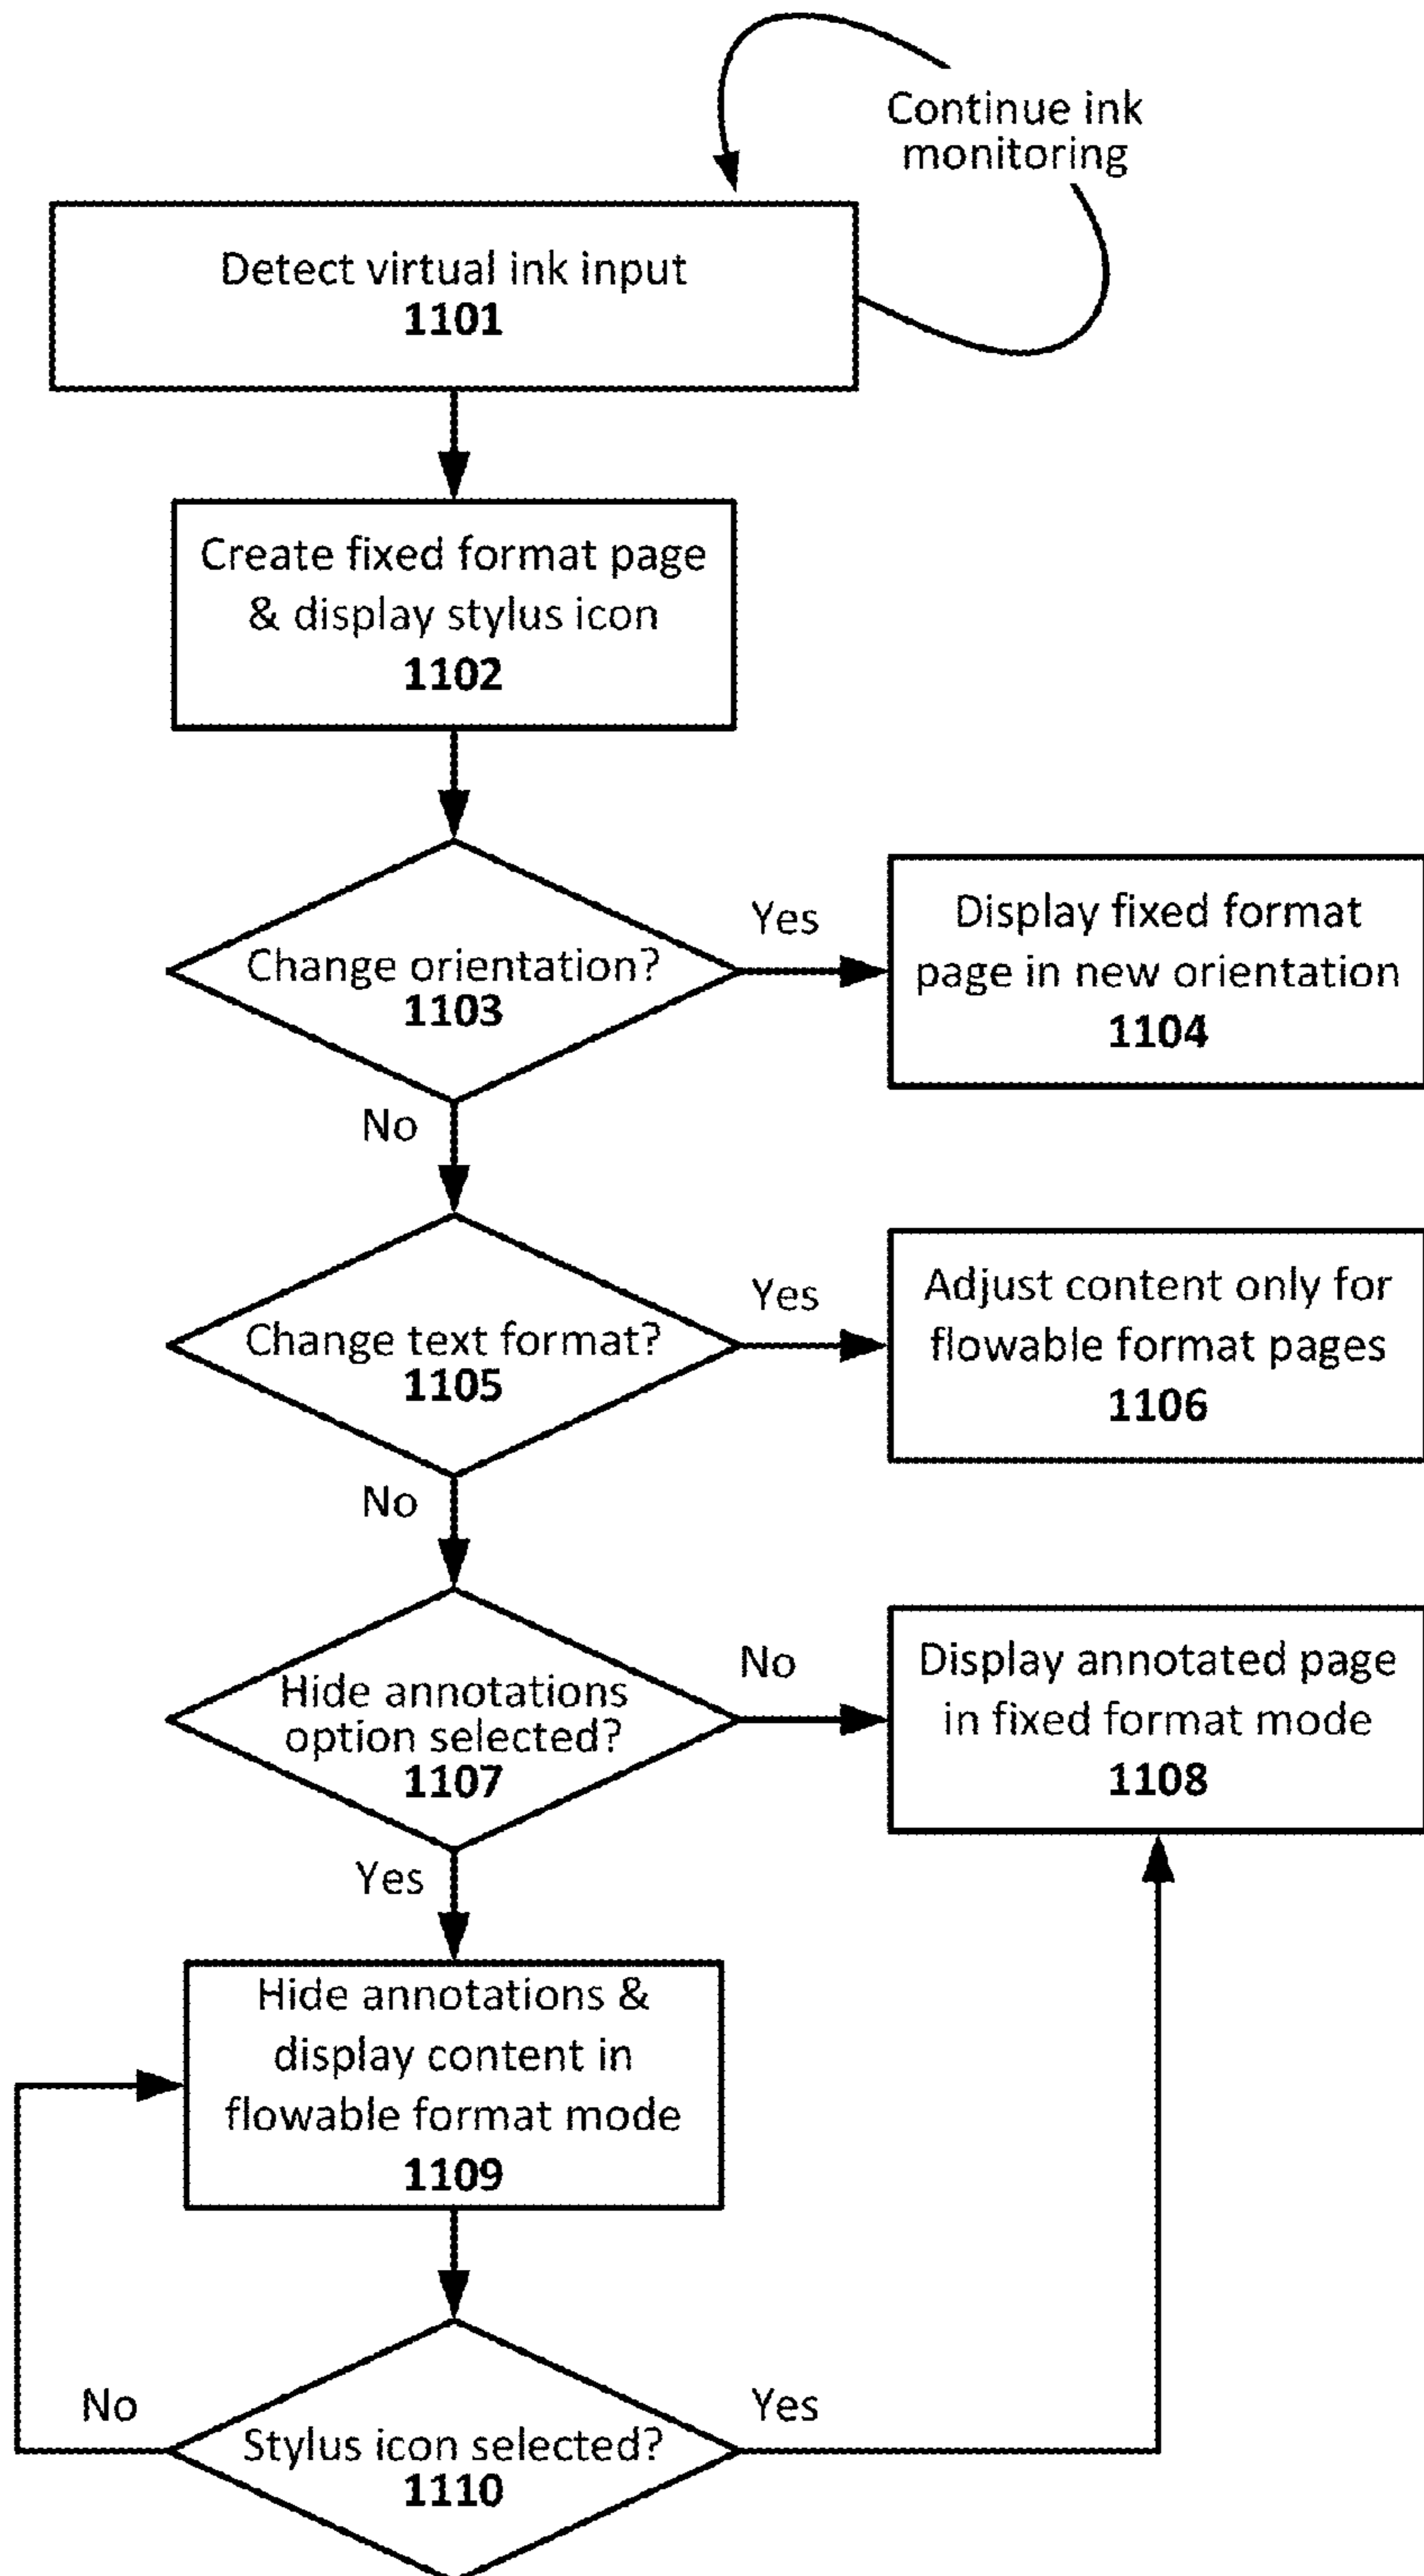 Continue ink
monitoring
Detect virtual ink input
1101
Create fixed format page
& display stylus icon
1102
Change orientation?
1103
Yes
Display fixed format
page in new orientation
1104
No
Change text format?
1105
Yes
Adjust content only for
flowable format pages
1106
No
Hide annotations
option selected?
1107
No
Display annotated page
in fixed format mode
1108
Yes
Hide annotations &
display content in
flowable format mode
1109
No
Stylus icon selected?
1110
Yes